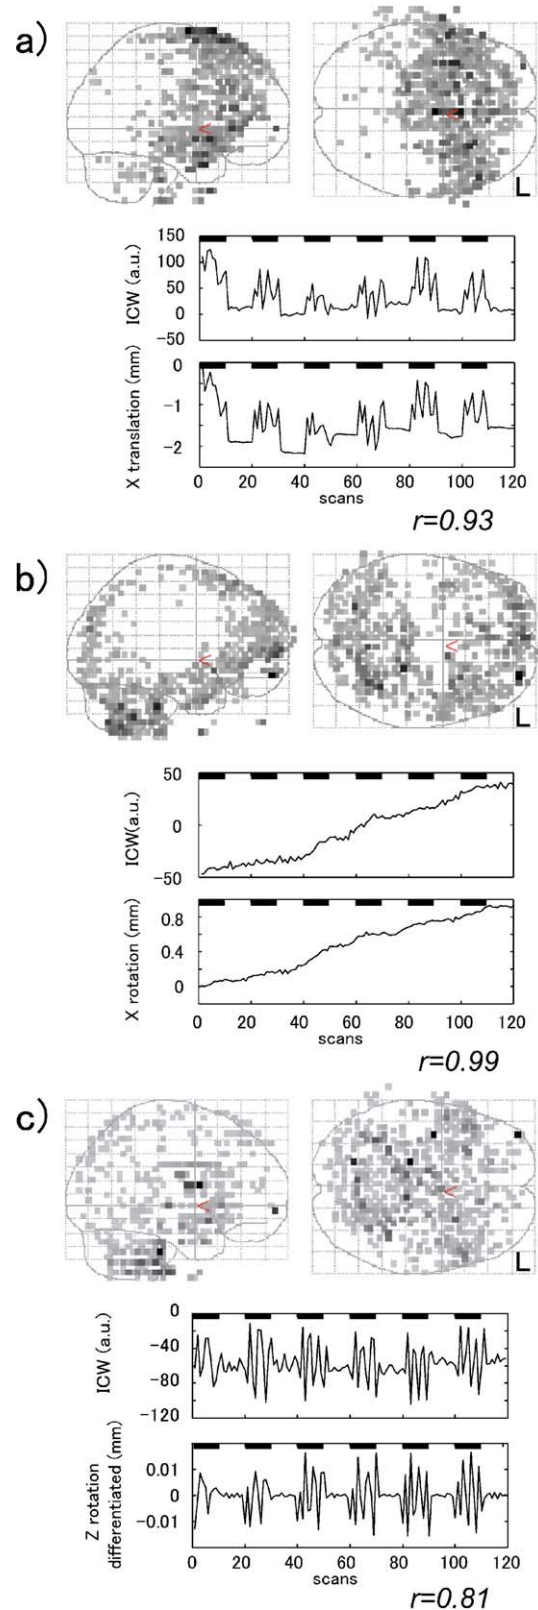 a)
L
ICW (a.u.)
150
100
50
0
-50
X translation (mm)
0
-1
-2
0 20 40 60 80 100 120
scans
r=0.93
b)
L
ICW(a.u.)
50
0
-50
X rotation (mm)
0.8
0.4
0
0 20 40 60 80 100 120
scans
r=0.99
c)
L
ICW (a.u.)
0
-40
-80
-120
Z rotation
differentiated (mm)
0.01
0
-0.01
0 20 40 60 80 100 120
scans
r=0.81